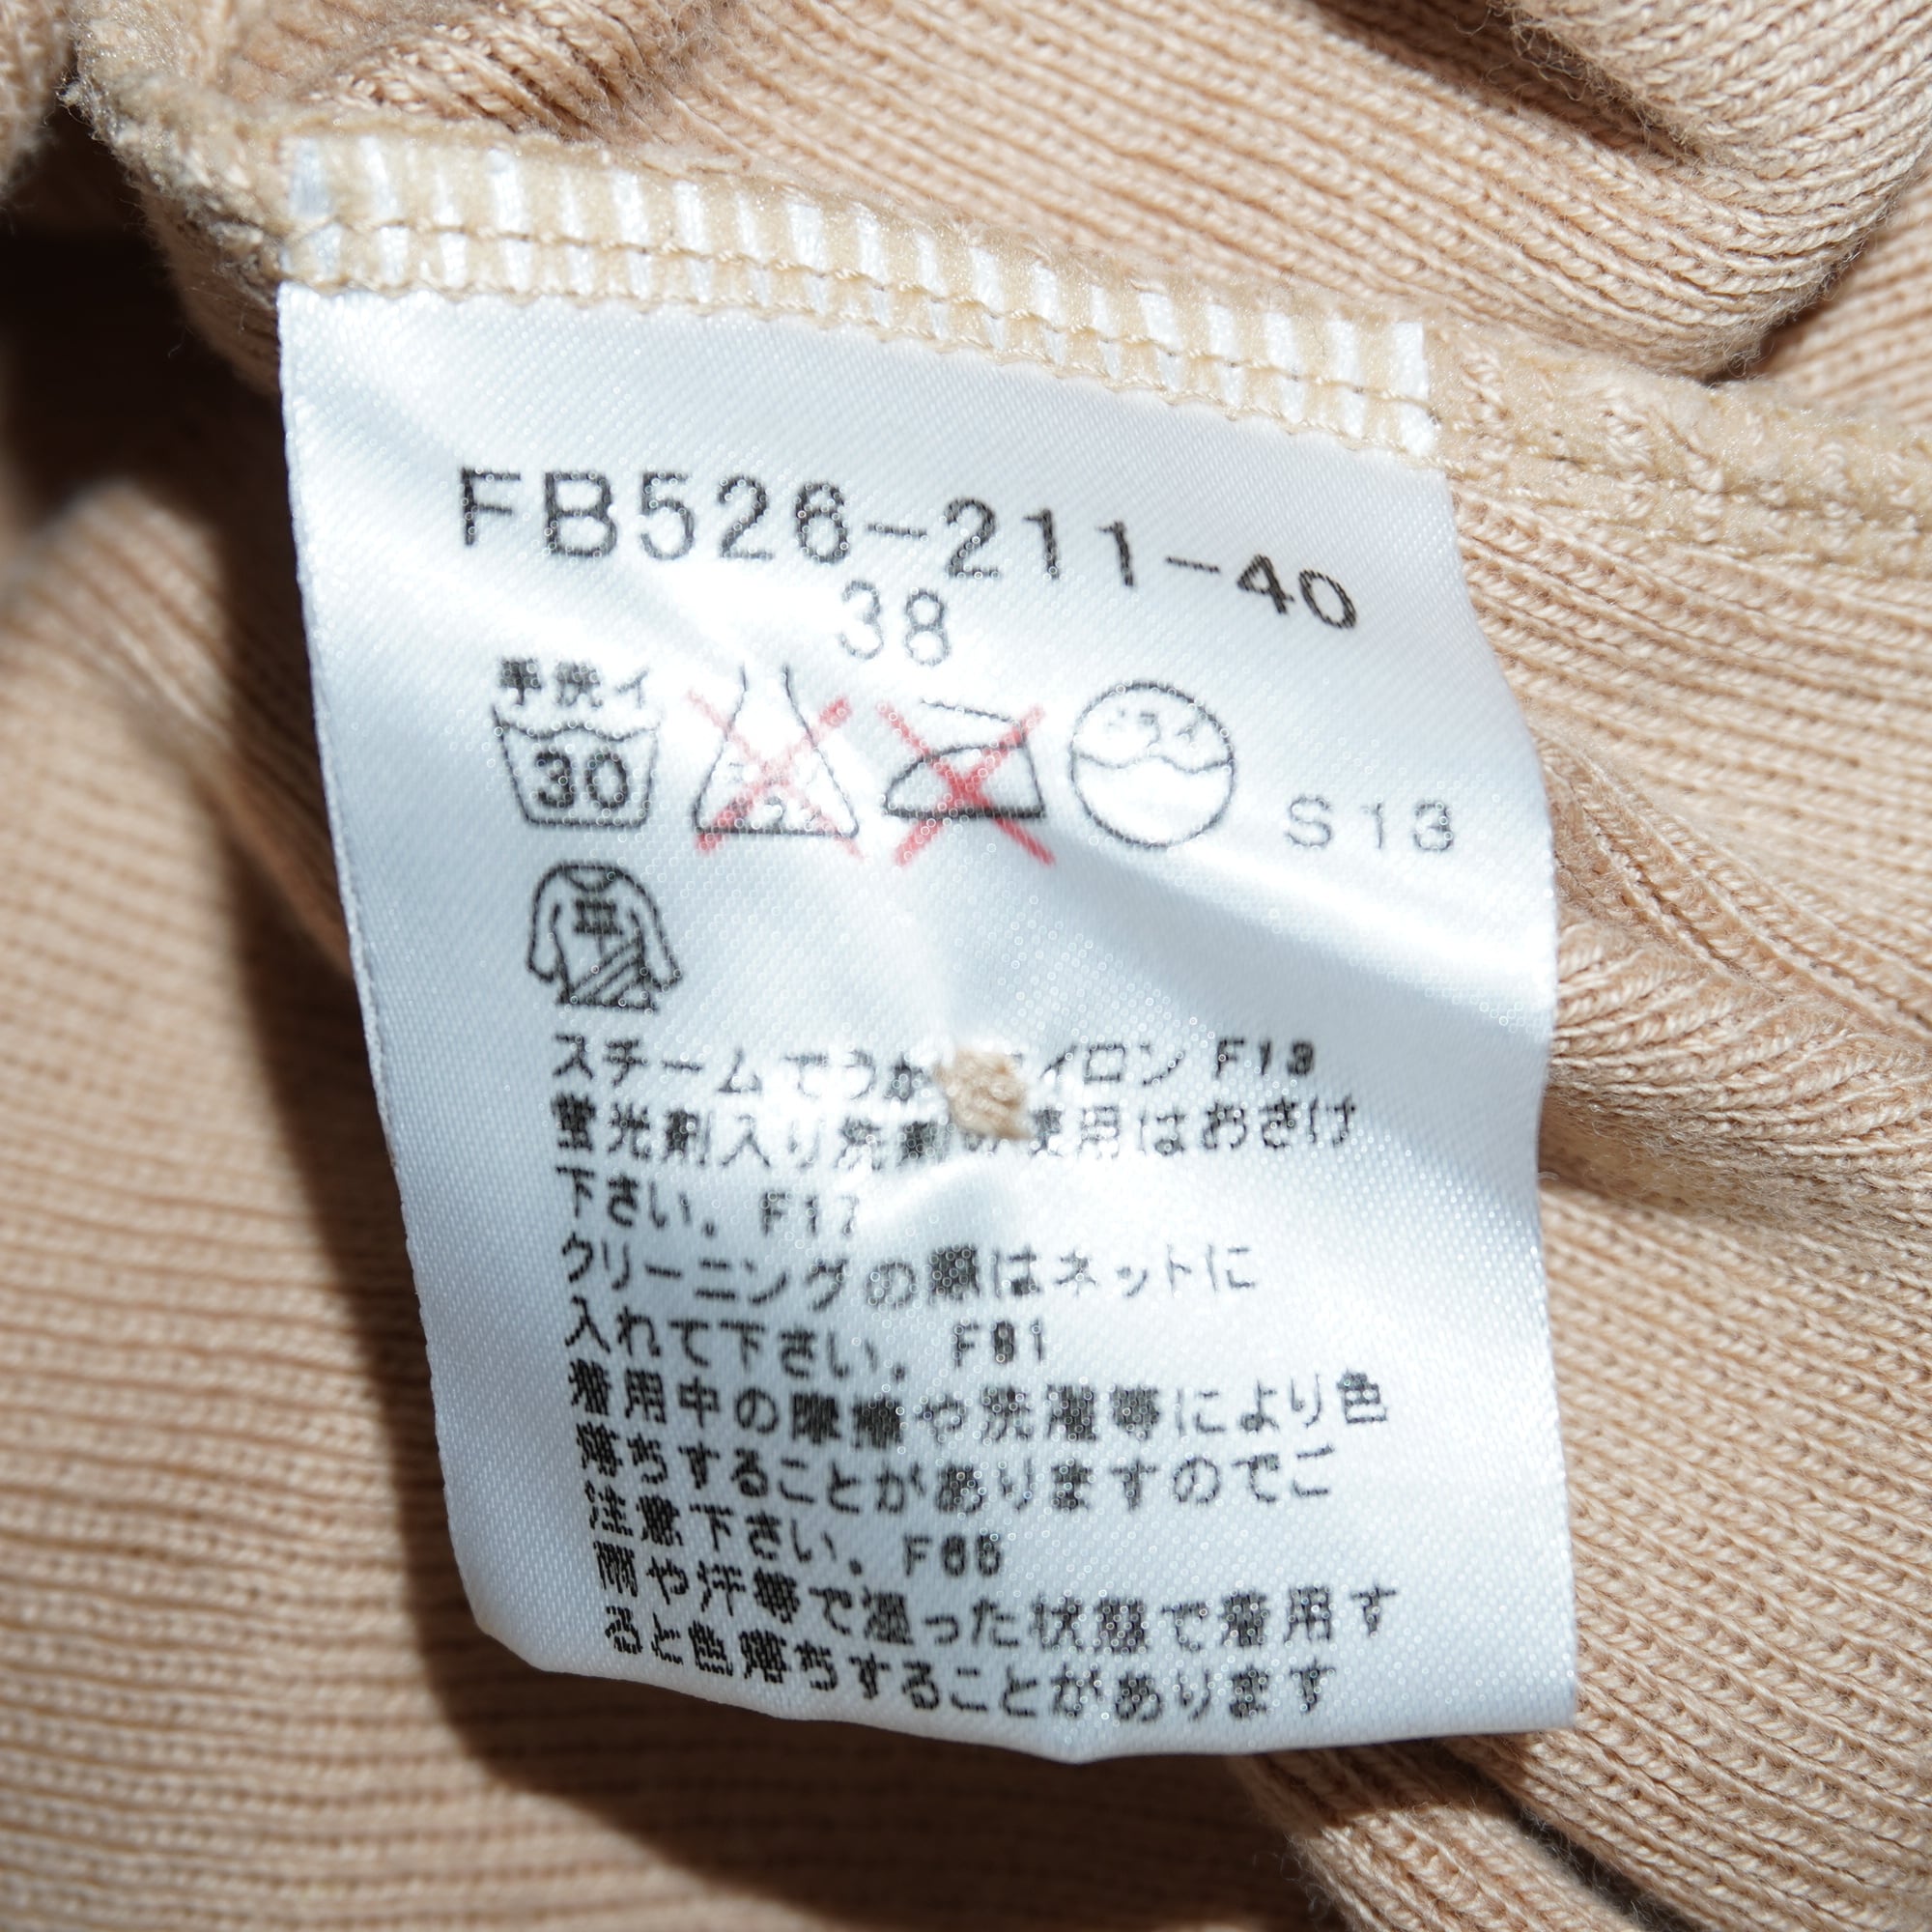 FB526-211-40
38
手洗イ
30
ドライ
S13
平
スチームでうかしアイロン F13
蛍光剤入り洗剤の使用はおさけ
下さい。F17
クリーニングの際はネットに
入れて下さい。F81
着用中の摩擦や洗濯等により色
落ちすることがありますのでご
注意下さい。F65
雨や汗等で湿った状態で着用す
ると色落ちすることがあります